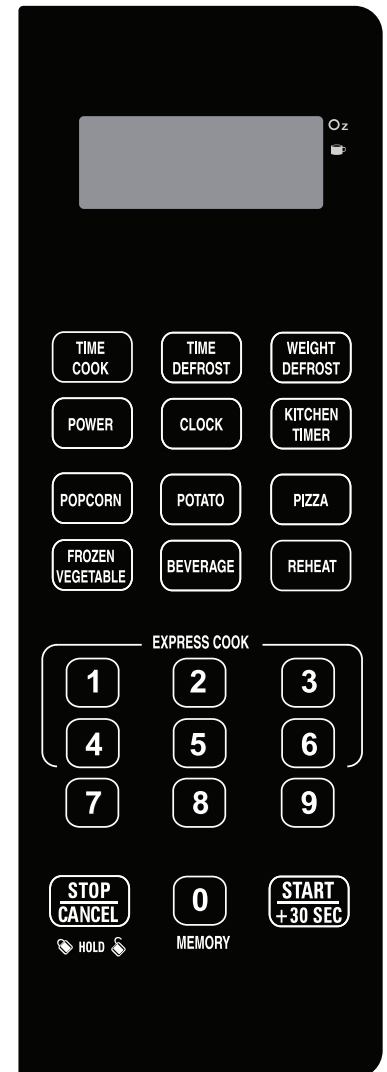 Oz
TIME COOK
TIME DEFROST
WEIGHT DEFROST
POWER
CLOCK
KITCHEN TIMER
POPCORN
POTATO
PIZZA
FROZEN VEGETABLE
BEVERAGE
REHEAT
EXPRESS COOK
1 2 3
4 5 6
7 8 9
STOP
CANCEL
0
START
+30 SEC
HOLD
MEMORY